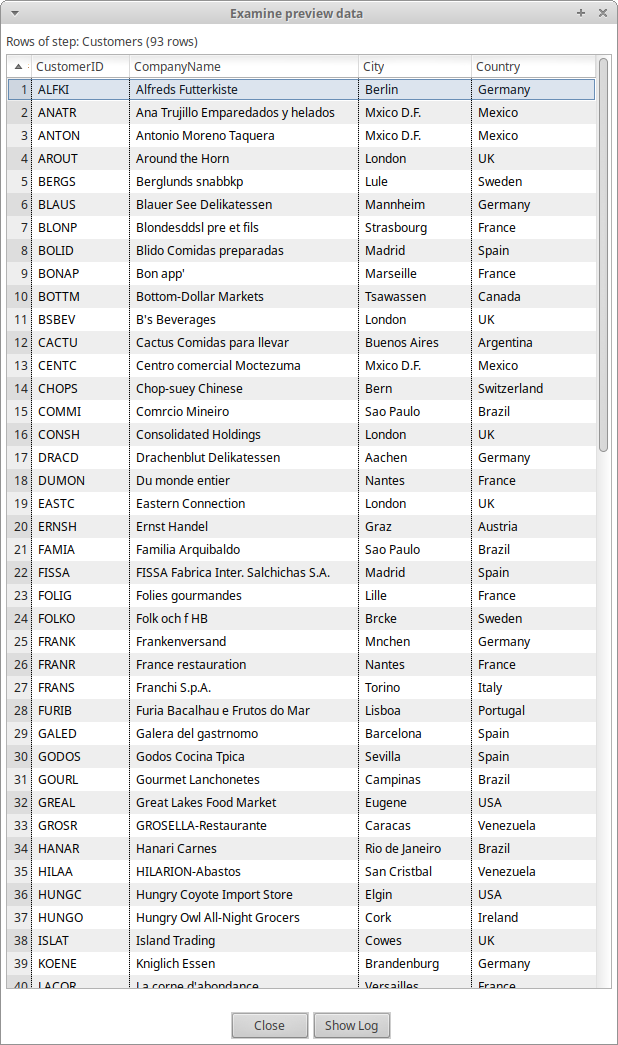 Examine preview data
Rows of step: Customers (93 rows)
CustomerID CompanyName City Country
1 ALFKI Alfreds Futterkiste Berlin Germany
2 ANATR Ana Trujillo Emparedados y helados Mxico D.F. Mexico
3 ANTON Antonio Moreno Taquera Mxico D.F. Mexico
4 AROUT Around the Horn London UK
5 BERGS Berglunds snabbkp Lule Sweden
6 BLAUS Blauer See Delikatessen Mannheim Germany
7 BLONP Blondesddsl pre et fils Strasbourg France
8 BOLID Blido Comidas preparadas Madrid Spain
9 BONAP Bon app' Marseille France
10 BOTTM Bottom-Dollar Markets Tsawassen Canada
11 BSBEV B's Beverages London UK
12 CACTU Cactus Comidas para llevar Buenos Aires Argentina
13 CENTC Centro comercial Moctezuma Mxico D.F. Mexico
14 CHOPS Chop-suey Chinese Bern Switzerland
15 COMMI Comrcio Mineiro Sao Paulo Brazil
16 CONSH Consolidated Holdings London UK
17 DRACD Drachenblut Delikatessen Aachen Germany
18 DUMON Du monde entier Nantes France
19 EASTC Eastern Connection London UK
20 ERNSH Ernst Handel Graz Austria
21 FAMIA Familia Arquibaldo Sao Paulo Brazil
22 FISSA FISSA Fabrica Inter. Salchichas S.A. Madrid Spain
23 FOLIG Folies gourmandes Lille France
24 FOLKO Folk och f HB Brcke Sweden
25 FRANK Frankenversand Mnchen Germany
26 FRANR France restauration Nantes France
27 FRANS Franchi S.p.A. Torino Italy
28 FURIB Furia Bacalhau e Frutos do Mar Lisboa Portugal
29 GALED Galera del gastrnomo Barcelona Spain
30 GODOS Godos Cocina Tpica Sevilla Spain
31 GOURL Gourmet Lanchonetes Campinas Brazil
32 GREAL Great Lakes Food Market Eugene USA
33 GROSR GROSELLA-Restaurante Caracas Venezuela
34 HANAR Hanari Carnes Rio de Janeiro Brazil
35 HILAA HILARION-Abastos San Cristbal Venezuela
36 HUNGC Hungry Coyote Import Store Elgin USA
37 HUNGO Hungry Owl All-Night Grocers Cork Ireland
38 ISLAT Island Trading Cowes UK
39 KOENE Kniglich Essen Brandenburg Germany
40 LACOR La corne d'abondance Versailles France
Close Show Log